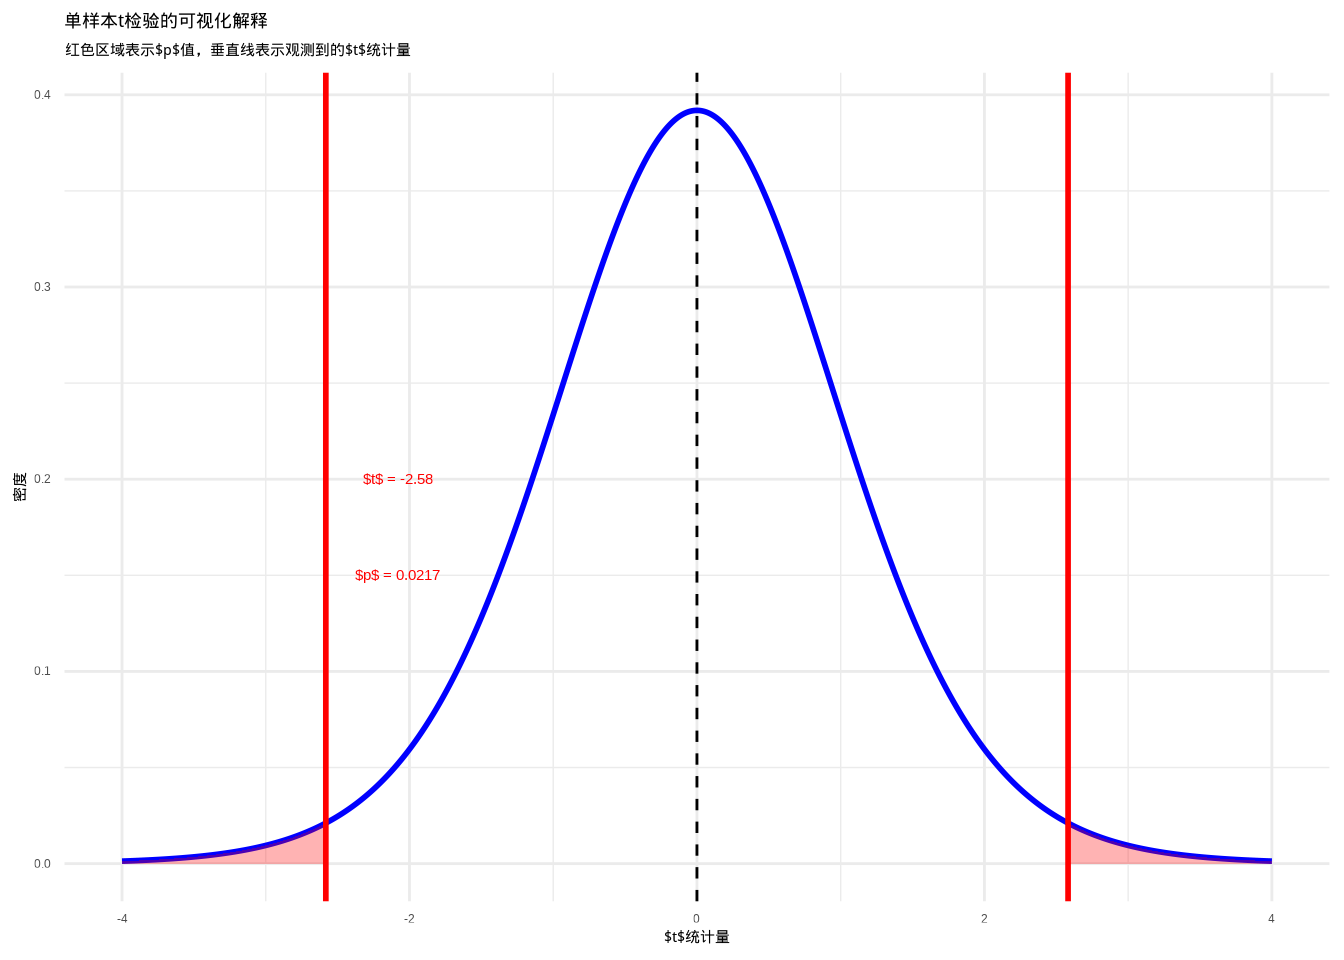 单样本t检验的可视化解释
红色区域表示$p$值，垂直线表示观测到的$t$统计量
0.4
0.3
密度
0.2
$t$ = -2.58
$p$ = 0.0217
0.1
0.0
-4
-2
0
2
4
$t$统计量